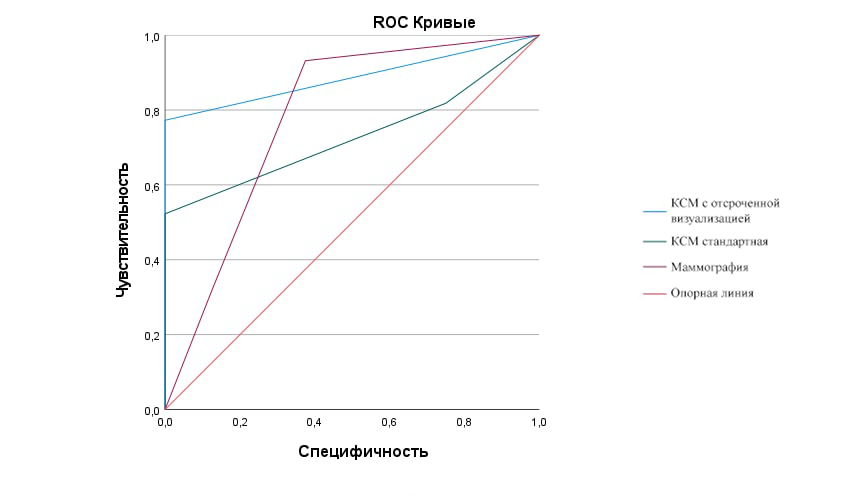 ROC Кривые
1,0
0,8
0,6
0,4
0,2
0,0
Чувствительность
0,0 0,2 0,4 0,6 0,8 1,0
Специфичность
КСМ с отсроченной
визуализацией
КСМ стандартная
Маммография
Опорная линия